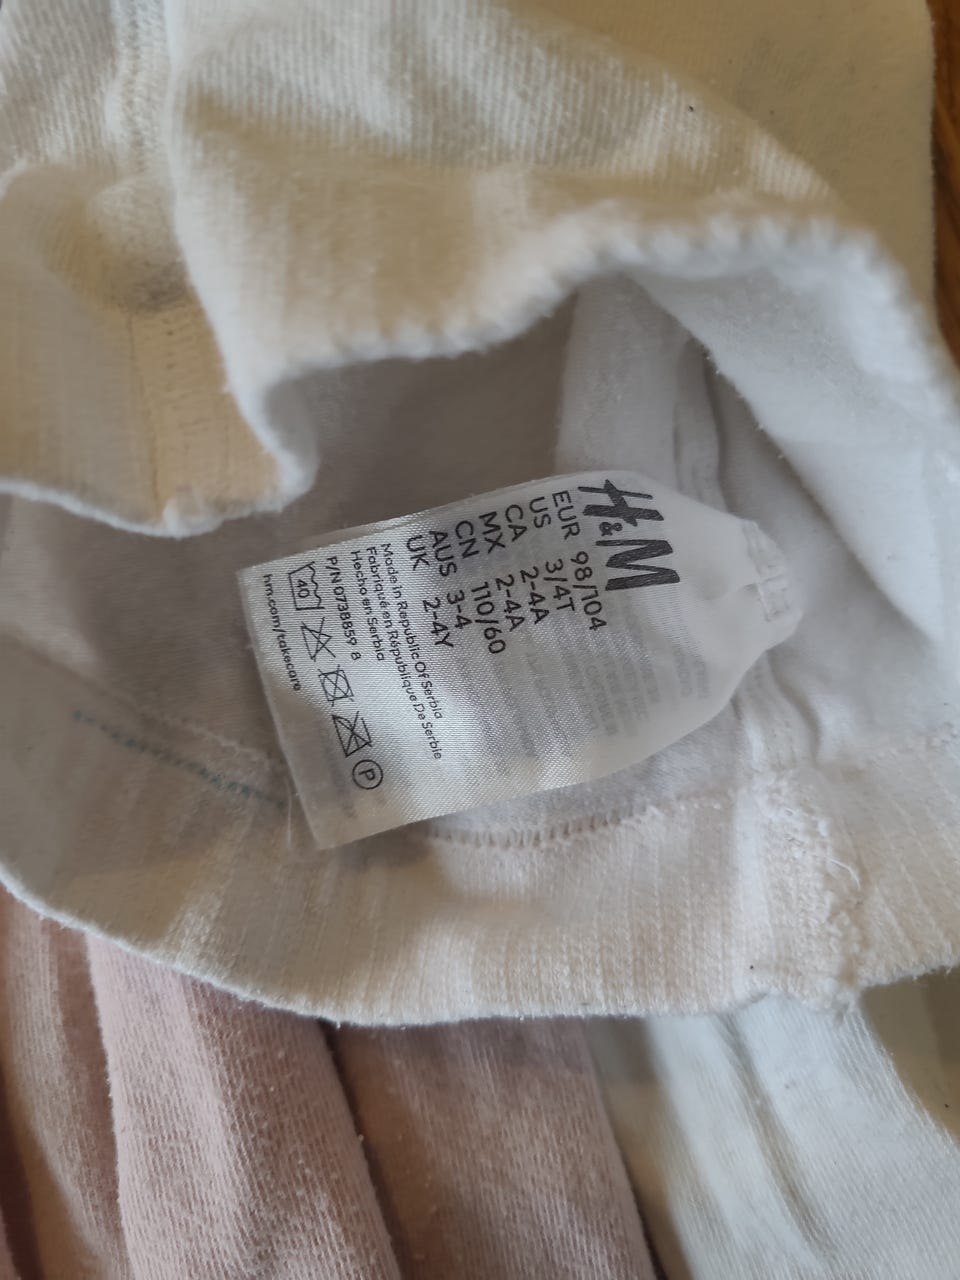 H&M
EUR 98/104
US 3/4T
CA 2-4A
MX 2-4A
CN 110/60
AUS 3-4
UK 2-4Y
Made in Republic Of Serbia
Fabriqué en République De Serbie
Hecho en Serbia
P/N 0738659 8
40 P
hm.com/takecare